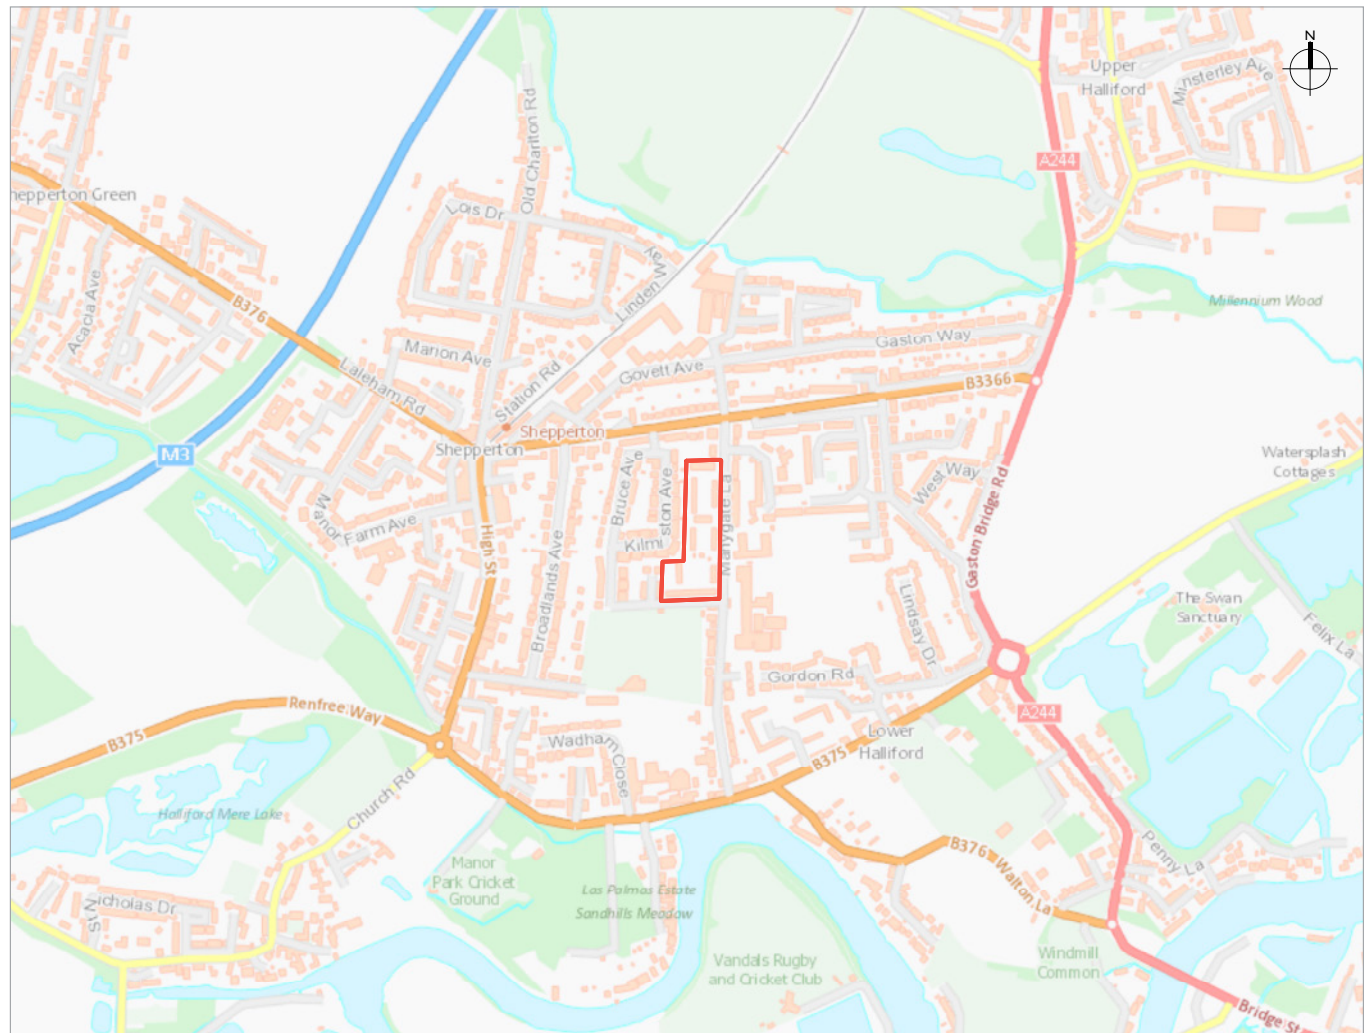 N
Upper
Halliford
Minsterley Ave
Old Charlton Rd
A244
hepperton Green
Lois Dr
Linden Way
Acacia Ave
B376
Millennium Wood
Marion Ave
Gaston Way
Laleham Rd
Station Rd
Govett Ave
B3366
Shepperton
Shepperton
M3
Watersplash
Cottages
Bruce Ave
ston Ave
Manygate La
West Way
Manor
Farm Ave
High St
Kilmi
Broadlands Ave
Gaston Bridge Rd
Lindsay Dr
The Swan
Sanctuary
Felix La
Gordon Rd
Renfree Way
A244
B375
Wadham Close
Lower
Halliford
B375
Church Rd
Halliford Mere Lake
Manor
Park Cricket
Ground
B376
Walton La
Penny La
Las Palmas Estate
Sandhills Meadow
St Nicholas Dr
Vandals Rugby
and Cricket Club
Windmill
Common
Bridge St